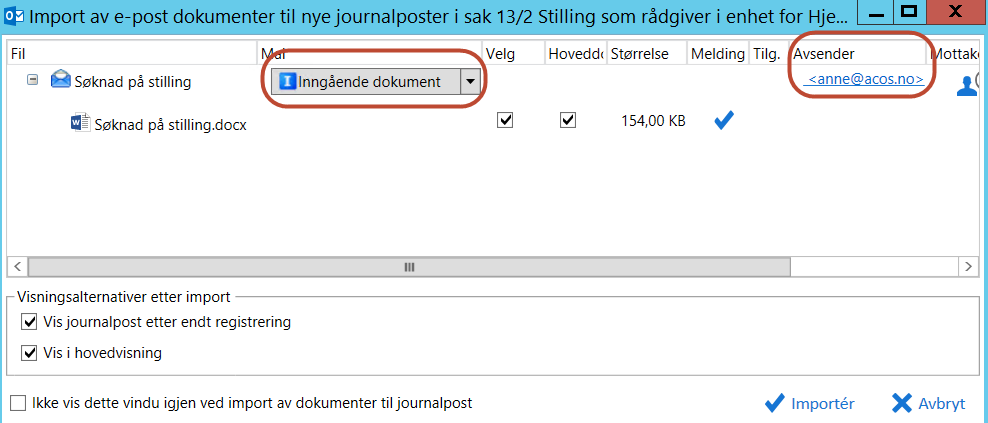 Import av e-post dokumenter til nye journalposter i sak 13/2 Stilling som rådgiver i enhet for Hje...
Fil Mal Velg Hoveddo Størrelse Melding Tilg. Avsender Mottake
Søknad på stilling Inngående dokument <anne@acos.no>
Søknad på stilling.docx 154,00 KB
Visningsalternativer etter import
Vis journalpost etter endt registrering
Vis i hovedvisning
Ikke vis dette vindu igjen ved import av dokumenter til journalpost Importér Avbryt